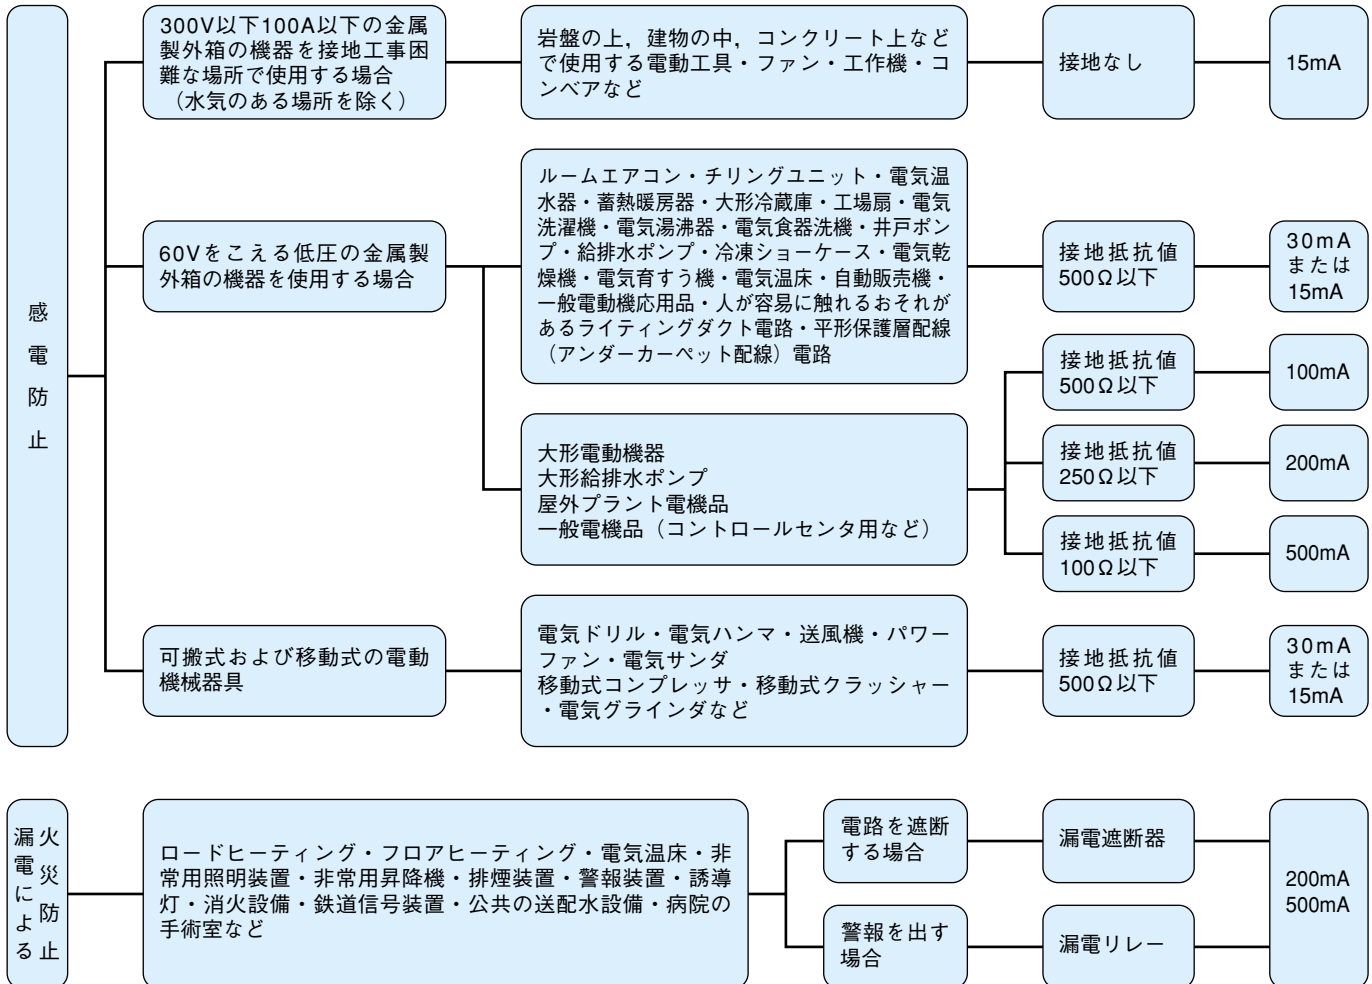 感電防止
300V以下100A以下の金属
製外箱の機器を接地工事困
難な場所で使用する場合
（水気のある場所を除く）
岩盤の上，建物の中，コンクリート上など
で使用する電動工具・ファン・工作機・コ
ンベアなど
接地なし
15mA
60Vをこえる低圧の金属製
外箱の機器を使用する場合
ルームエアコン・チリングユニット・電気温
水器・蓄熱暖房器・大形冷蔵庫・工場扇・電気
洗濯機・電気湯沸器・電気食器洗機・井戸ポン
プ・給排水ポンプ・冷凍ショーケース・電気乾
燥機・電気育すう機・電気温床・自動販売機・
一般電動機応用品・人が容易に触れるおそれが
あるライティングダクト電路・平形保護層配線
（アンダーカーペット配線）電路
接地抵抗値
500Ω以下
30mA
または
15mA
大形電動機器
大形給排水ポンプ
屋外プラント電機品
一般電機品（コントロールセンタ用など）
接地抵抗値
500Ω以下
100mA
接地抵抗値
250Ω以下
200mA
接地抵抗値
100Ω以下
500mA
可搬式および移動式の電動
機械器具
電気ドリル・電気ハンマ・送風機・パワー
ファン・電気サンダ
移動式コンプレッサ・移動式クラッシャー
・電気グラインダなど
接地抵抗値
500Ω以下
30mA
または
15mA
漏電による
火災防止
ロードヒーティング・フロアヒーティング・電気温床・非
常用照明装置・非常用昇降機・排煙装置・警報装置・誘導
灯・消火設備・鉄道信号装置・公共の送配水設備・病院の
手術室など
電路を遮断
する場合
漏電遮断器
警報を出す
場合
漏電リレー
200mA
500mA